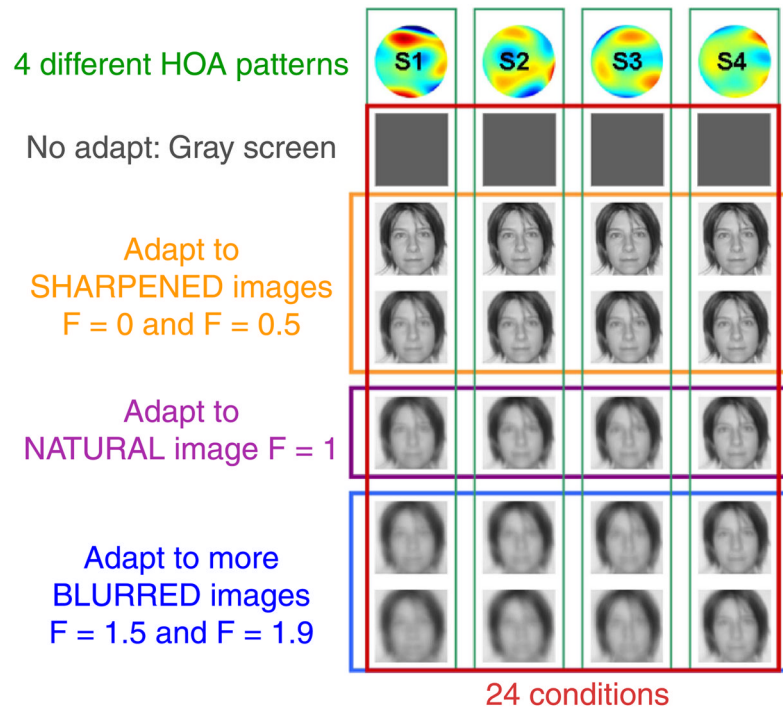 4 different HOA patterns
S1 S2 S3 S4
No adapt: Gray screen
Adapt to
SHARPENED images
F = 0 and F = 0.5
Adapt to
NATURAL image F = 1
Adapt to more
BLURRED images
F = 1.5 and F = 1.9
24 conditions